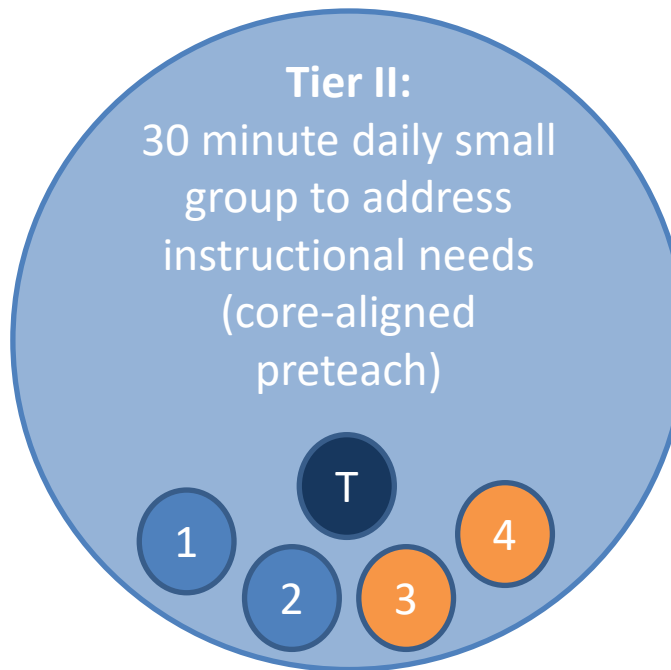 Tier II:
30 minute daily small
group to address
instructional needs
(core-aligned
preteach)
T
1
4
2
3